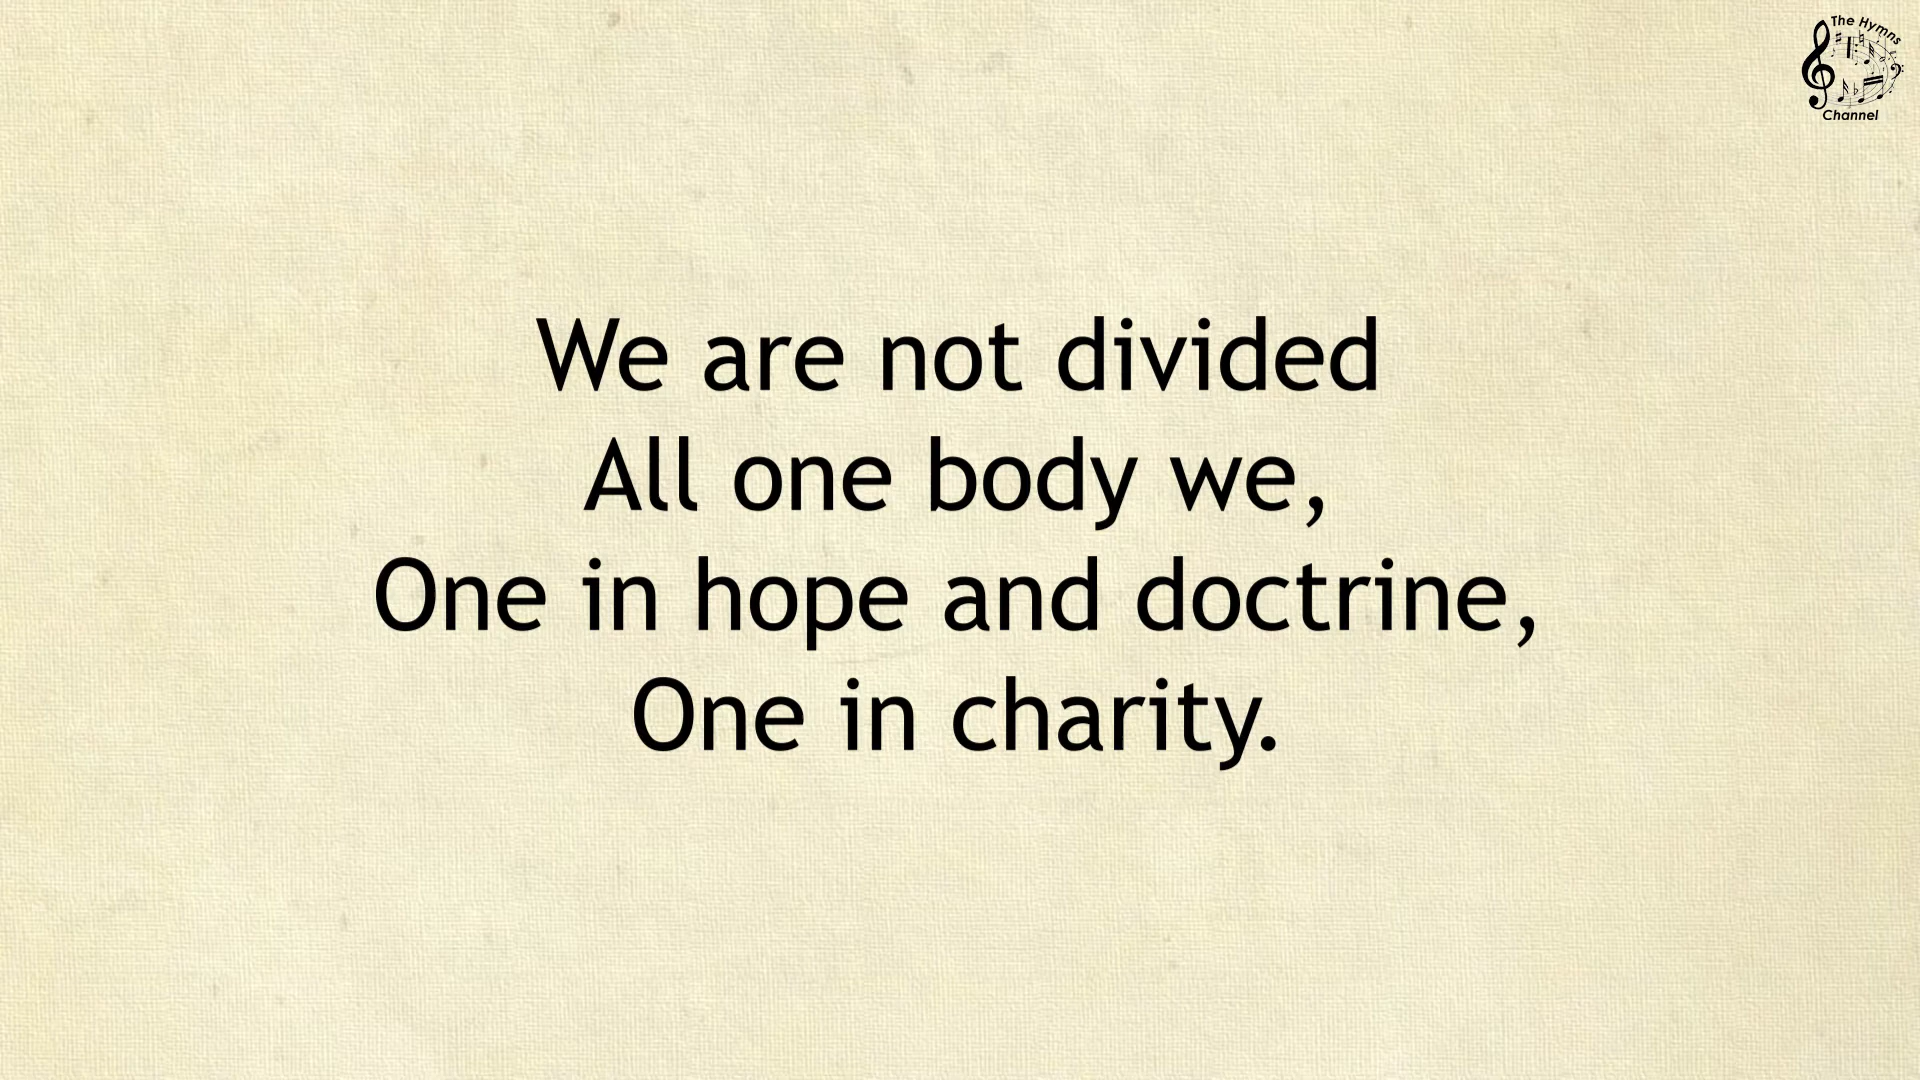 The Hymns
Channel
We are not divided
All one body we,
One in hope and doctrine,
One in charity.